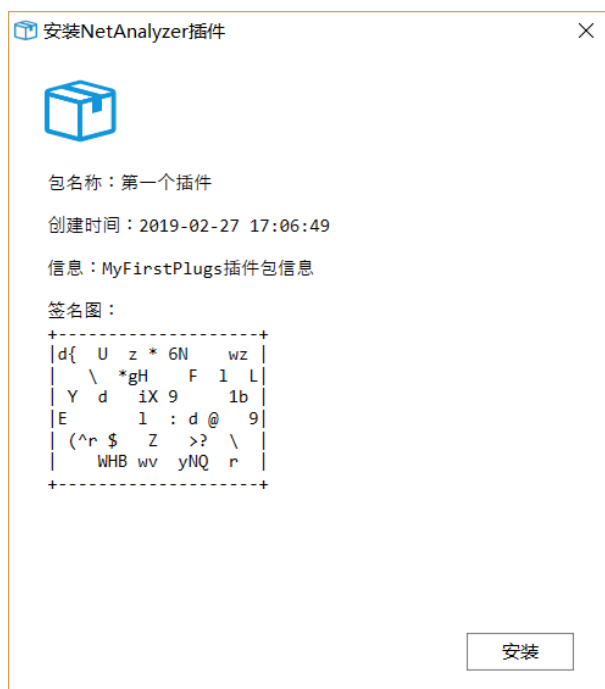 安装NetAnalyzer插件
包名称：第一个插件
创建时间：2019-02-27 17:06:49
信息：MyFirstPlugs插件包信息
签名图：
+--------------------+
|d{  U  z * 6N    wz |
|   \  *gH    F  l  L|
| Y  d   iX 9     1b |
|E       l  : d @   9|
| (^r $   Z   >?  \  |
|    WHB wv  yNQ  r  |
+--------------------+
安装